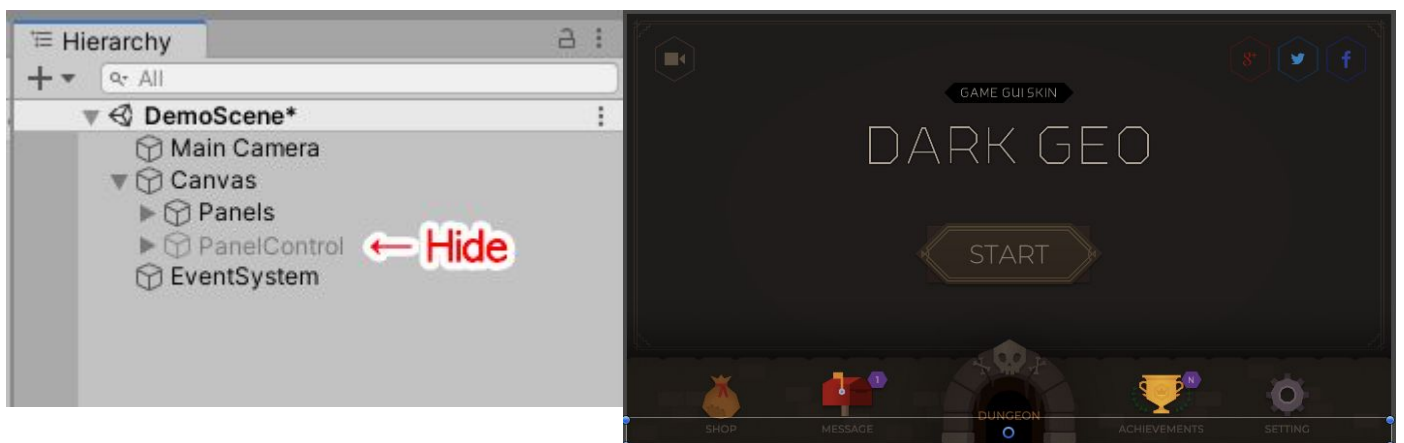 Hierarchy
All
DemoScene*
Main Camera
Canvas
Panels
PanelControl
← Hide
EventSystem
8+
f
GAME GUI SKIN
DARK GEO
START
1
N
DUNGEON
SHOP
MESSAGE
ACHIEVEMENTS
SETTING